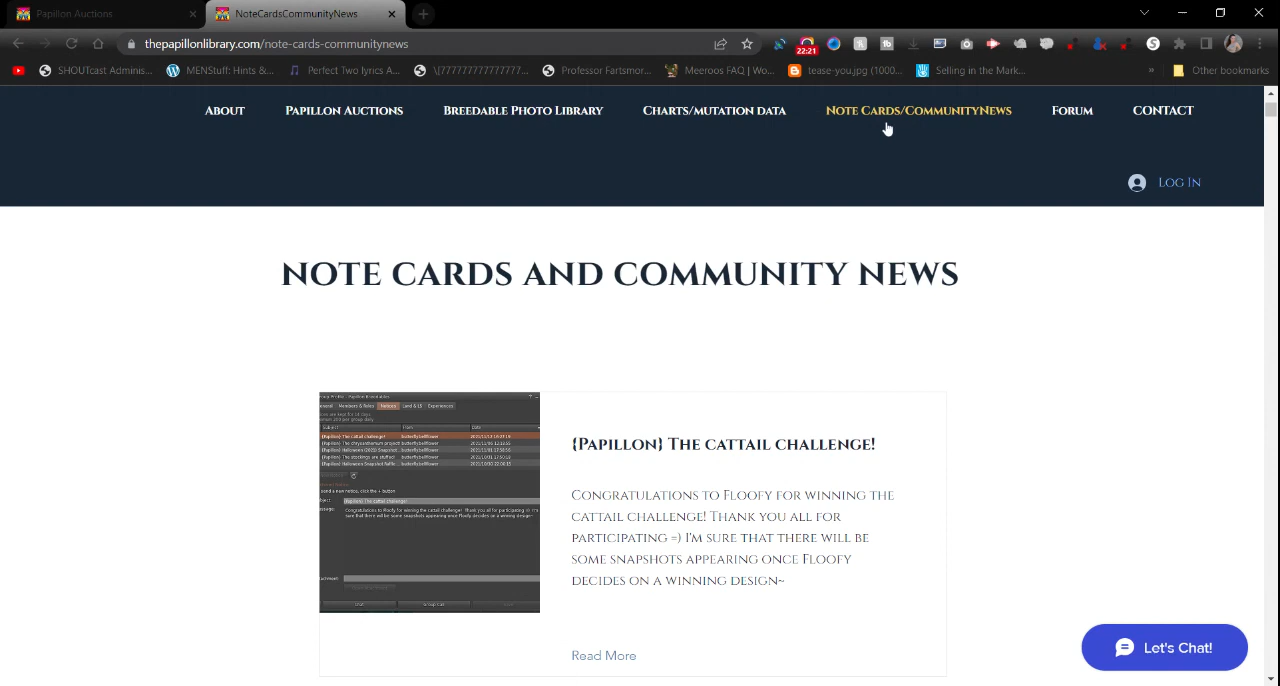 Papillon Auctions
NoteCardsCommunityNews
thepapillonlibrary.com/note-cards-communitynews
22:21
SHOUTcast Adminis...
MENStuff: Hints &...
Perfect Two lyrics A...
Professor Fartsmor...
Meeroos FAQ | Wo...
tease-you.jpg (1000...
Selling in the Mark...
»
Other bookmarks
ABOUT
PAPILLON AUCTIONS
BREEDABLE PHOTO LIBRARY
CHARTS/MUTATION DATA
NOTE CARDS/COMMUNITYNEWS
FORUM
CONTACT
LOG IN
NOTE CARDS AND COMMUNITY NEWS
{PAPILLON} THE CATTAIL CHALLENGE!
CONGRATULATIONS TO FLOOFY FOR WINNING THE
CATTAIL CHALLENGE! THANK YOU ALL FOR
PARTICIPATING =) I'M SURE THAT THERE WILL BE
SOME SNAPSHOTS APPEARING ONCE FLOOFY
DECIDES ON A WINNING DESIGN~
Read More
Let's Chat!